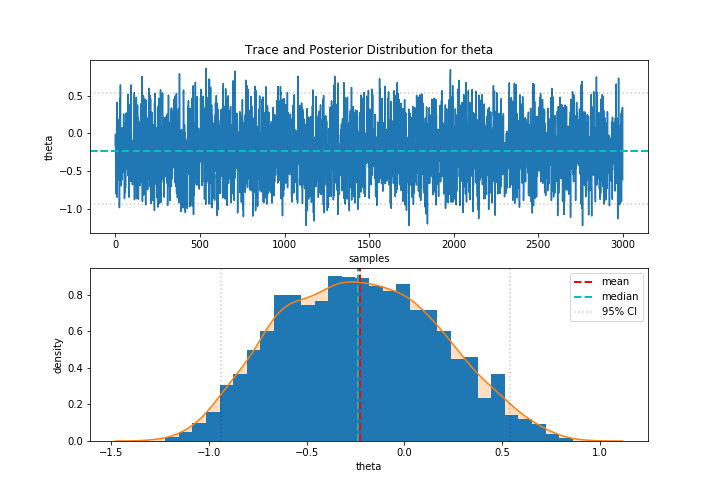 Trace and Posterior Distribution for theta
theta
0.5
0.0
−0.5
−1.0
0 500 1000 1500 2000 2500 3000
samples
density
0.8
0.6
0.4
0.2
0.0
mean
median
95% CI
−1.5 −1.0 −0.5 0.0 0.5 1.0
theta